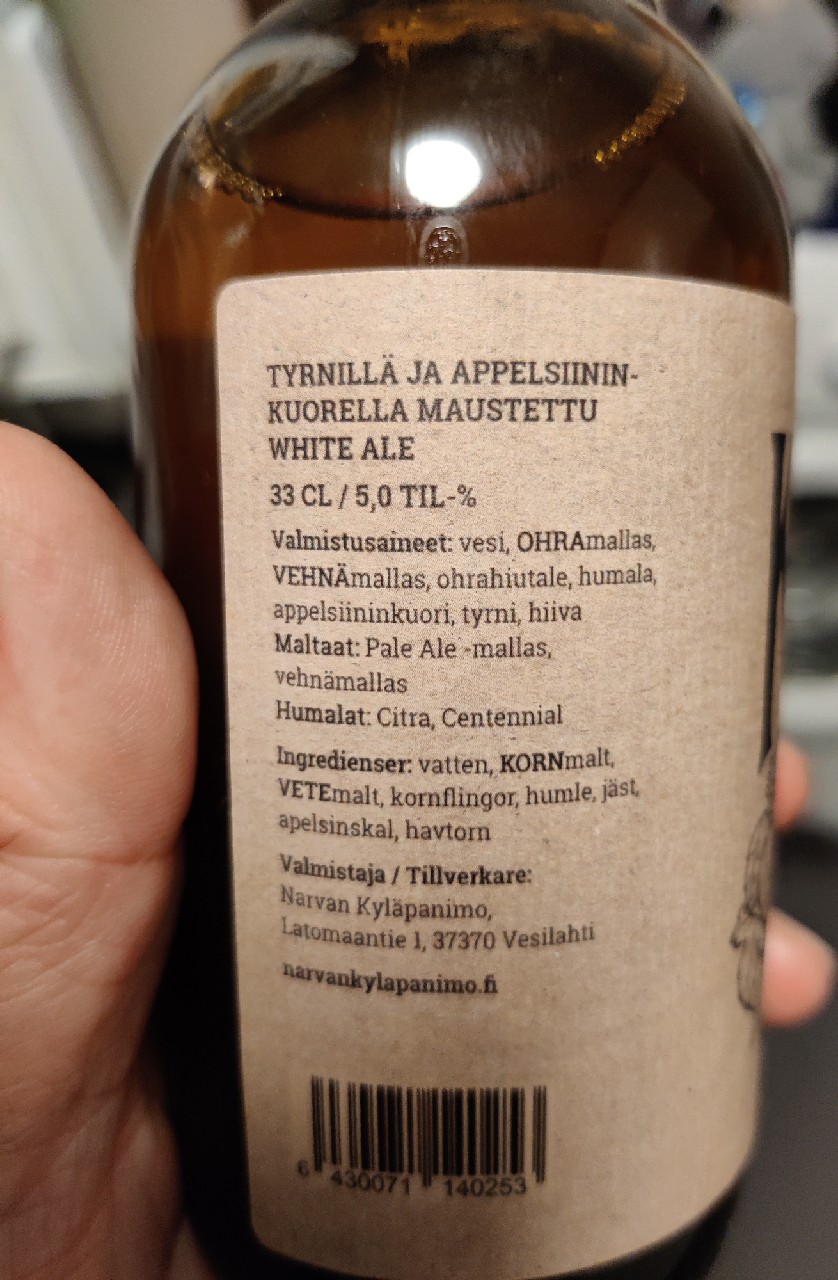 TYRNILLÄ JA APPELSIININ-
KUORELLA MAUSTETTU
WHITE ALE
33 CL / 5,0 TIL-%
Valmistusaineet: vesi, OHRAmallas,
VEHNÄmallas, ohrahiutale, humala,
appelsiininkuori, tyrni, hiiva
Maltaat: Pale Ale -mallas,
vehnämallas
Humalat: Citra, Centennial
Ingredienser: vatten, KORNmalt,
VETEmalt, kornflingor, humle, jäst,
apelsinskal, havtorn
Valmistaja / Tillverkare:
Narvan Kyläpanimo,
Latomaantie 1, 37370 Vesilahti
narvankylapanimo.fi
6 430071 140253